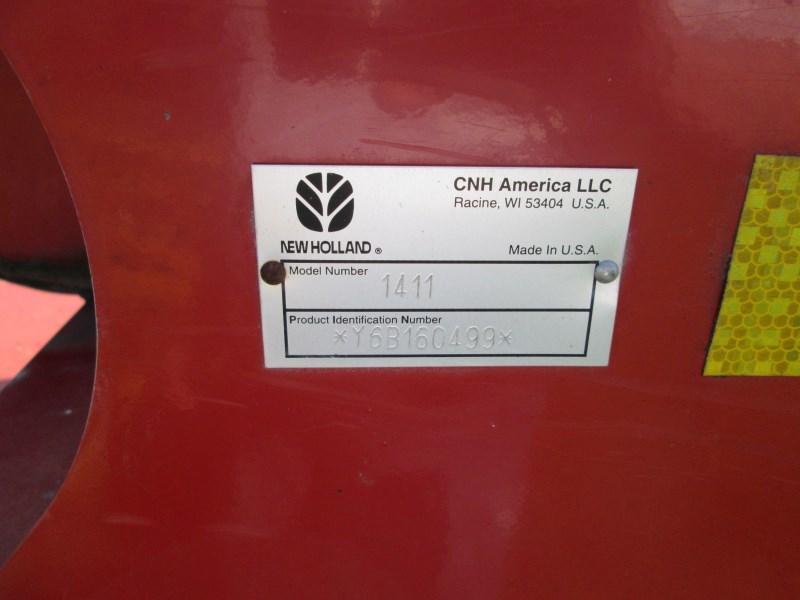 CNH America LLC
Racine, WI 53404 U.S.A.
NEW HOLLAND ®
Made In U.S.A.
Model Number
1411
Product Identification Number
*Y6B160499*